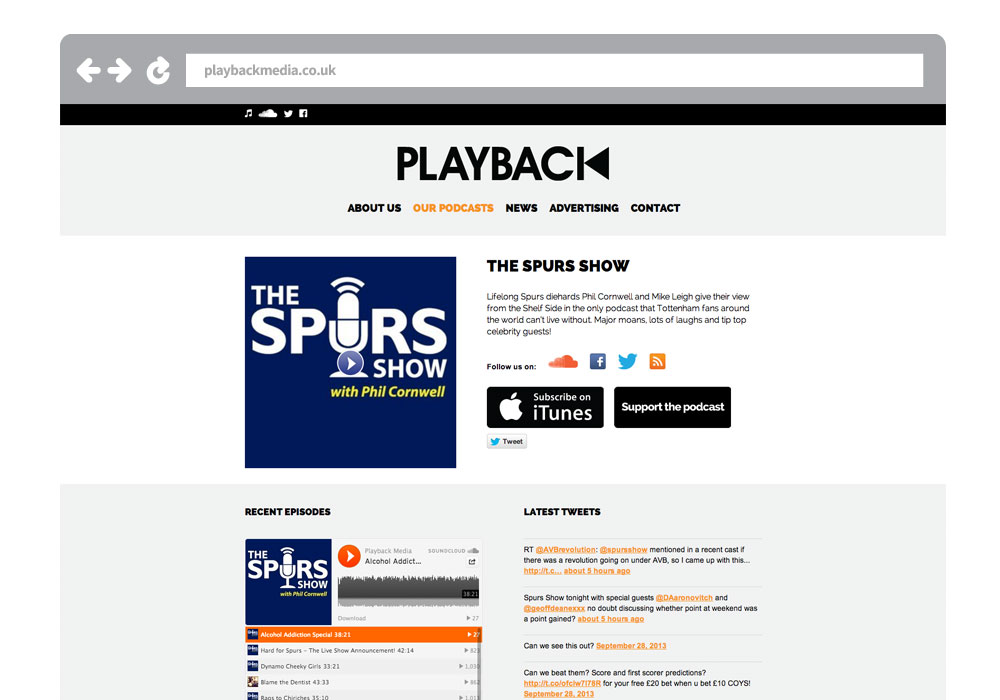 playbackmedia.co.uk
PLAYBACK
ABOUT US OUR PODCASTS NEWS ADVERTISING CONTACT
THE
SPURS
SHOW
with Phil Cornwell
THE SPURS SHOW
Lifelong Spurs diehards Phil Cornwell and Mike Leigh give their view
from the Shelf Side in the only podcast that Tottenham fans around
the world can't live without. Major moans, lots of laughs and tip top
celebrity guests!
Follow us on:
Subscribe on
iTunes
Support the podcast
Tweet
RECENT EPISODES
THE
SPURS
SHOW
with Phil Cornwell
Playback Media
SOUNDCLOUD
Alcohol Addict...
38:21
Download 27
Alcohol Addiction Special 38:21 27
Hard for Spurs - The Live Show Announcement! 42:14 823
Dynamo Cheeky Girls 33:21
Blame the Dentist 43:33
Rags to Chiriches 35:10
LATEST TWEETS
RT @AVBrevolution: @spursshow mentioned in a recent cast if
there was a revolution going on under AVB, so I came up with this...
http://t.c... about 5 hours ago
Spurs Show tonight with special guests @DAaronovitch and
@geoffdeanexxx no doubt discussing whether point at weekend was
a point gained? about 5 hours ago
Can we see this out? September 28, 2013
Can we beat them? Score and first scorer predictions?
http://t.co/ofclw7l78R for your free £20 bet when u bet £10 COYS!
September 28, 2013